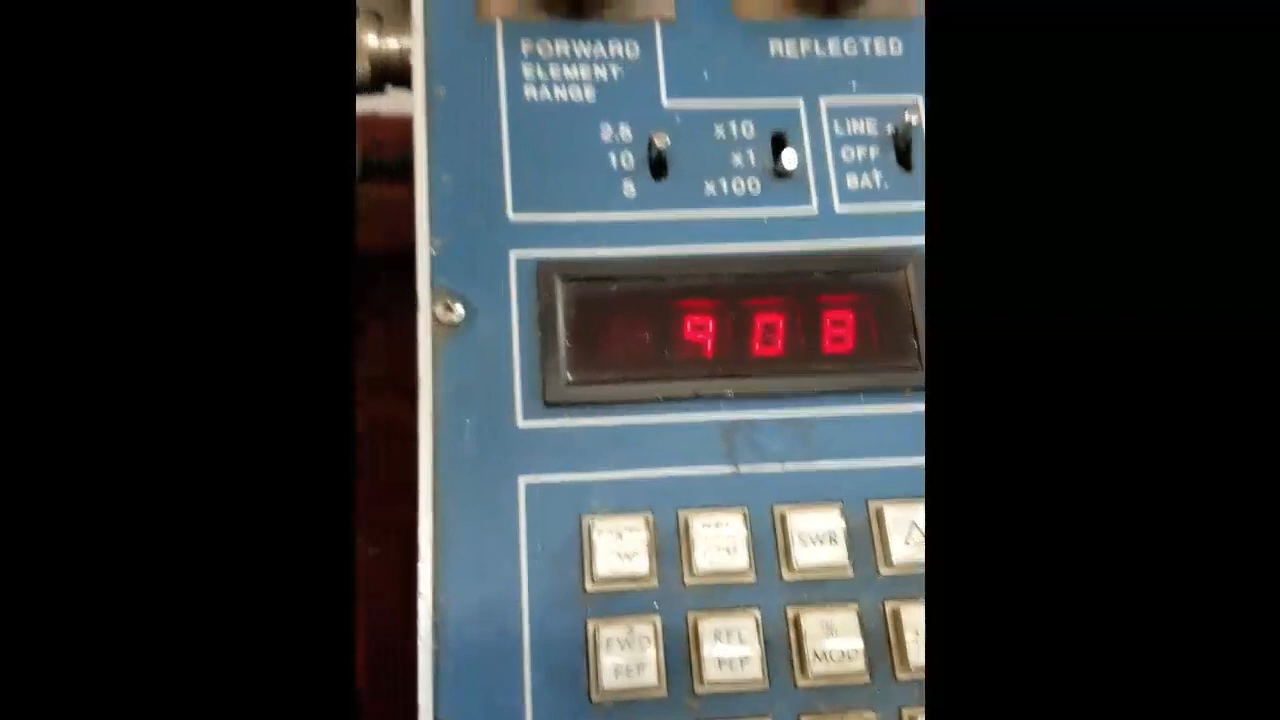 FORWARD
ELEMENT
RANGE
REFLECTED
2.5
10
5
x10
x1
x100
LINE
OFF
BAT.
908
SWR
FWD
PEP
RFL
PEP
%
MOD